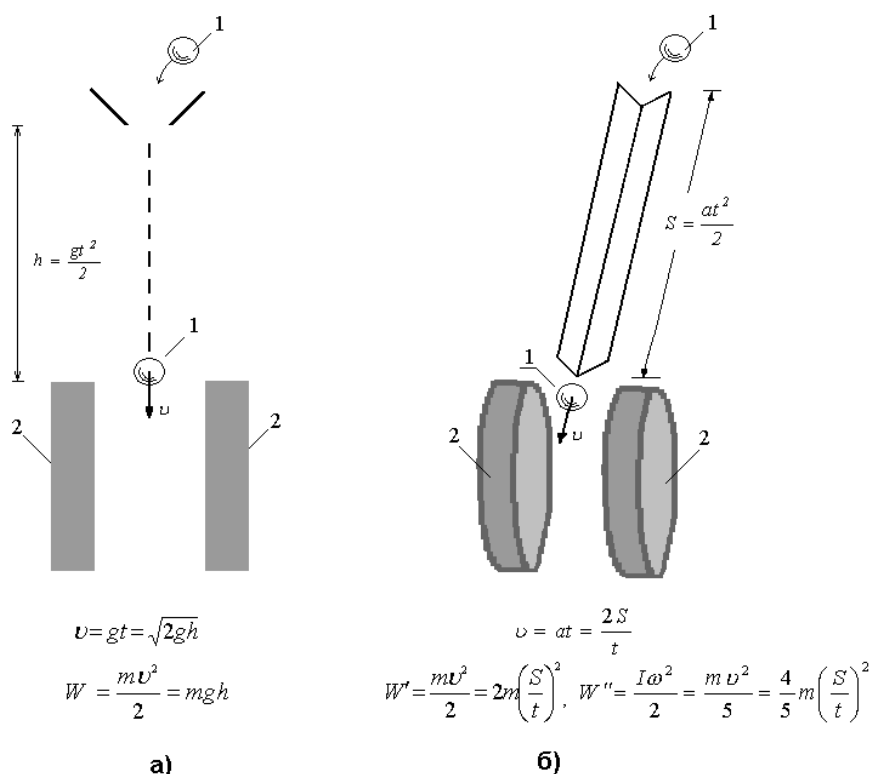 1
1
h = gt²/2
S = at²/2
1
υ
2
2
1
υ
2
2
υ = gt = √2gh
W = mυ²/2 = mgh
а)
υ = at = 2S/t
W′ = mυ²/2 = 2m(S/t)², W″ = Iω²/2 = mυ²/5 = 4/5 m(S/t)²
б)